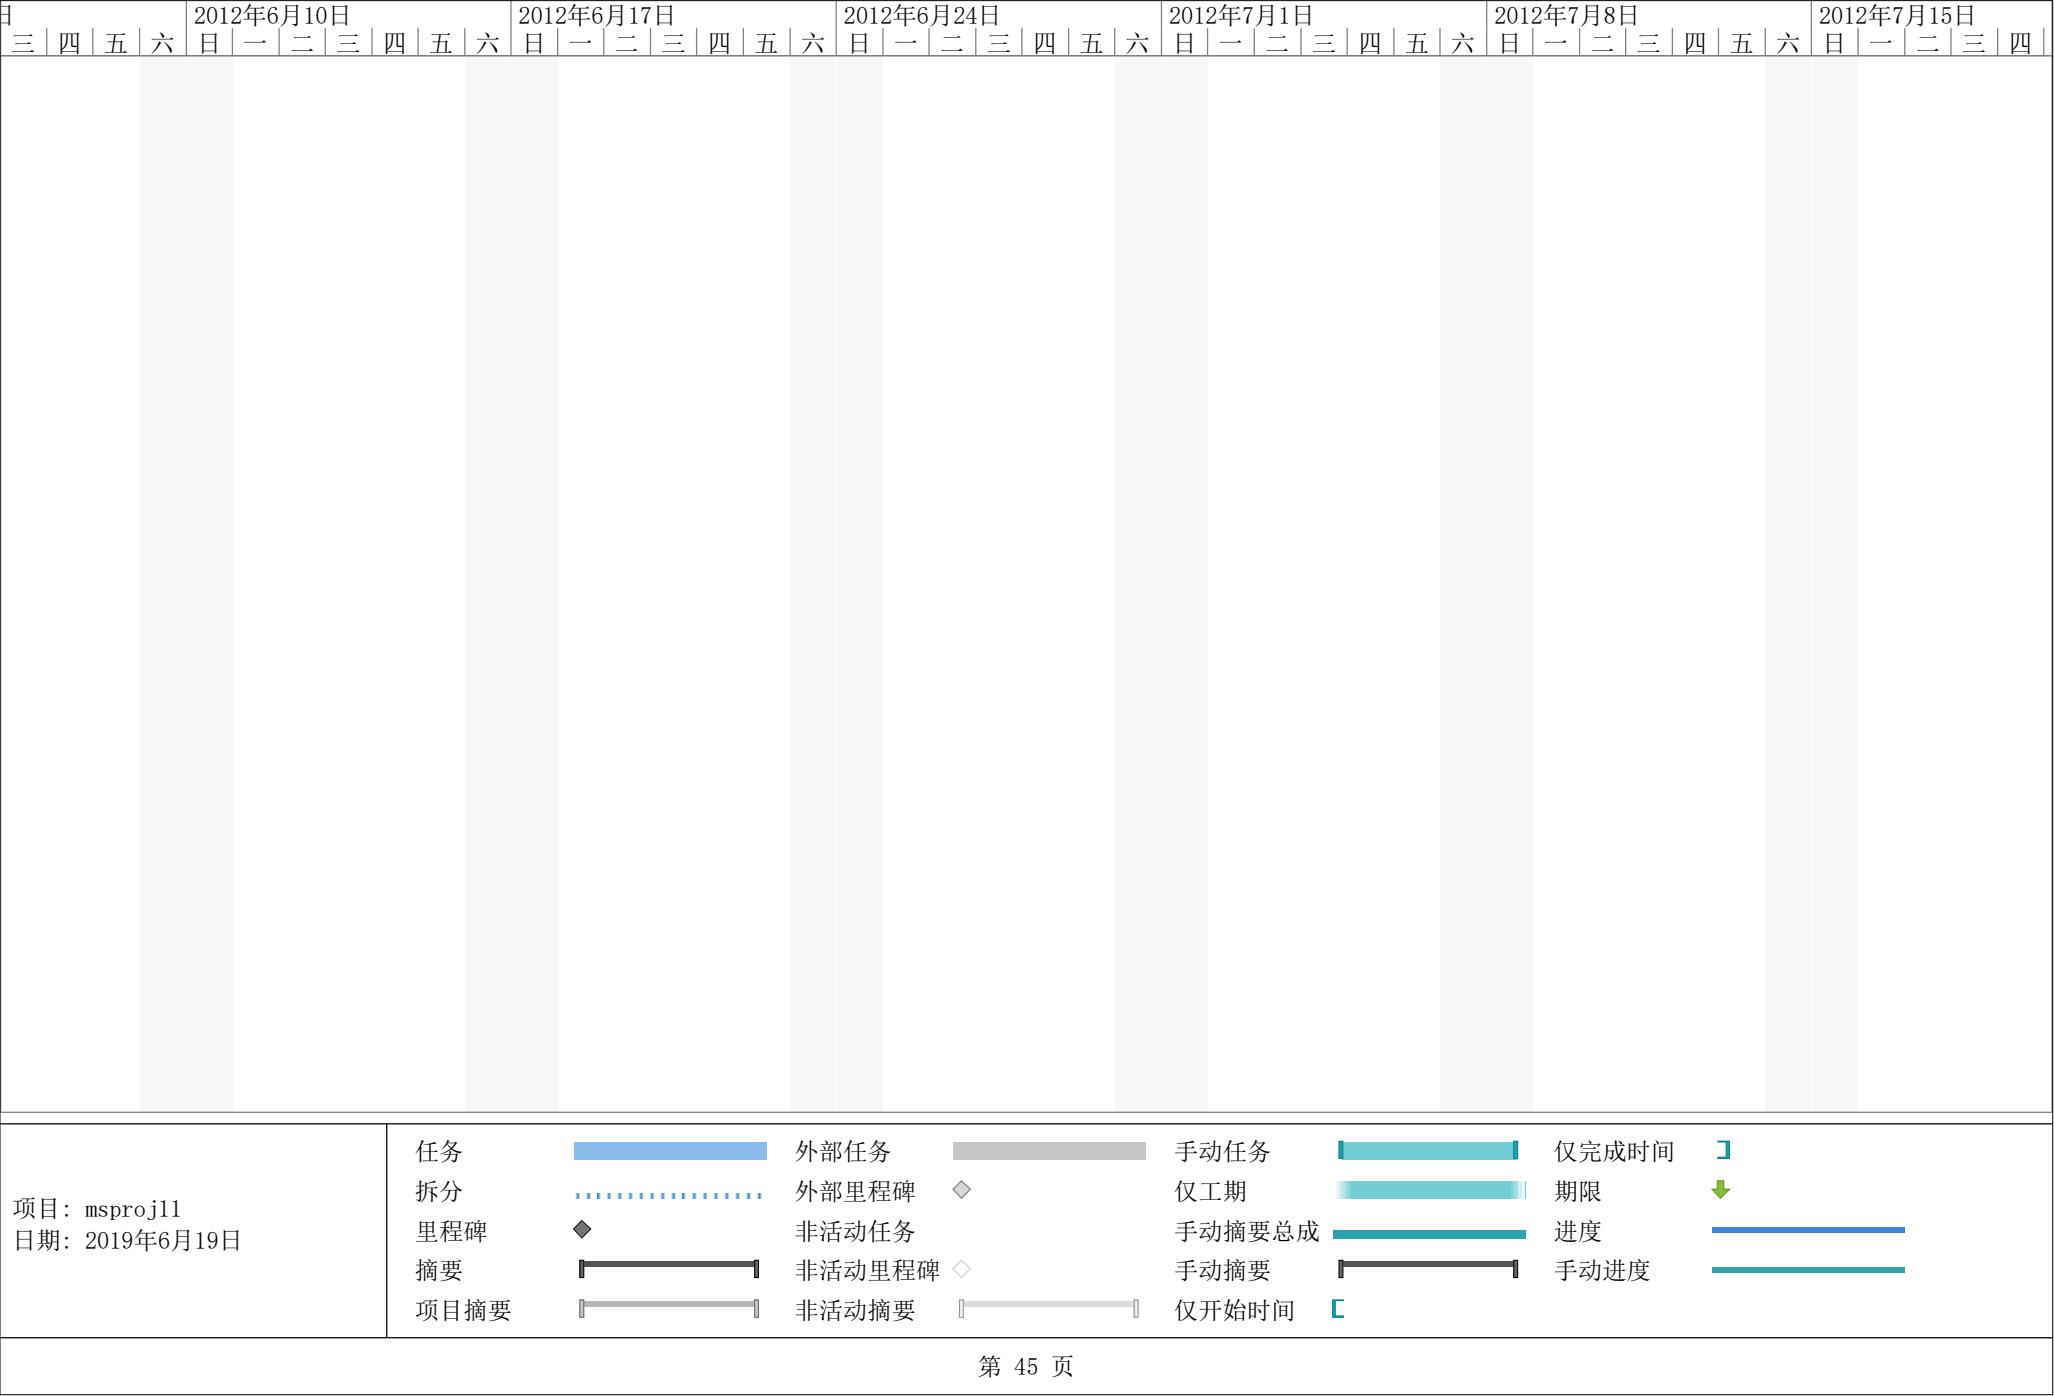 日 2012年6月10日 2012年6月17日 2012年6月24日 2012年7月1日 2012年7月8日 2012年7月15日
三 四 五 六 日 一 二 三 四 五 六 日 一 二 三 四 五 六 日 一 二 三 四 五 六 日 一 二 三 四 五 六 日 一 二 三 四 五 六 日 一 二 三 四
项目: msproj11
日期: 2019年6月19日
任务 外部任务 手动任务 仅完成时间
拆分 外部里程碑 仅工期 期限
里程碑 非活动任务 手动摘要总成 进度
摘要 非活动里程碑 手动摘要 手动进度
项目摘要 非活动摘要 仅开始时间
第 45 页